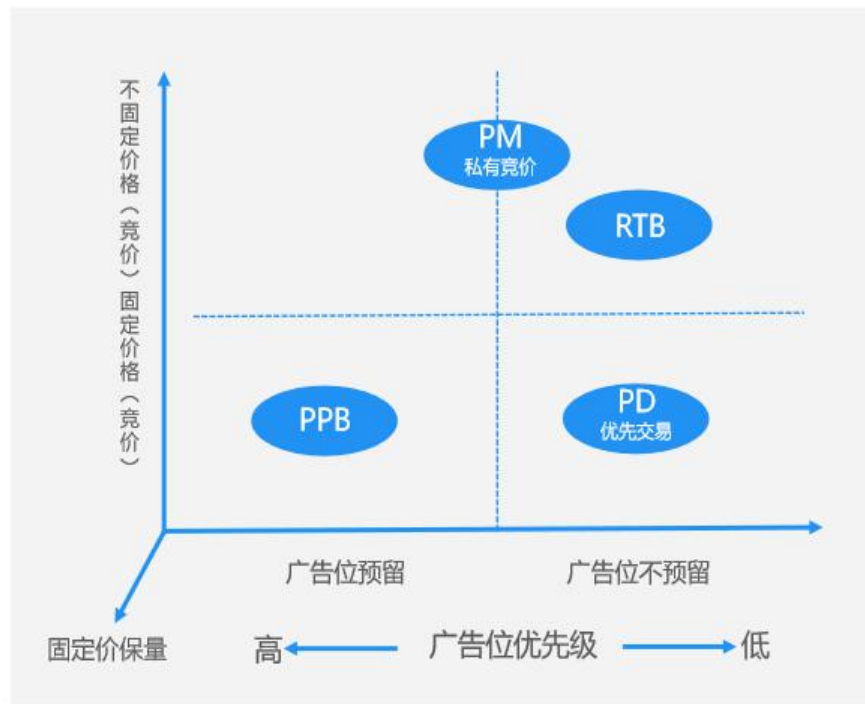 不固定价格（竞价）固定价格（竞价）
PM
私有竞价
RTB
PPB
PD
优先交易
广告位预留
广告位不预留
固定价保量
高
广告位优先级
低